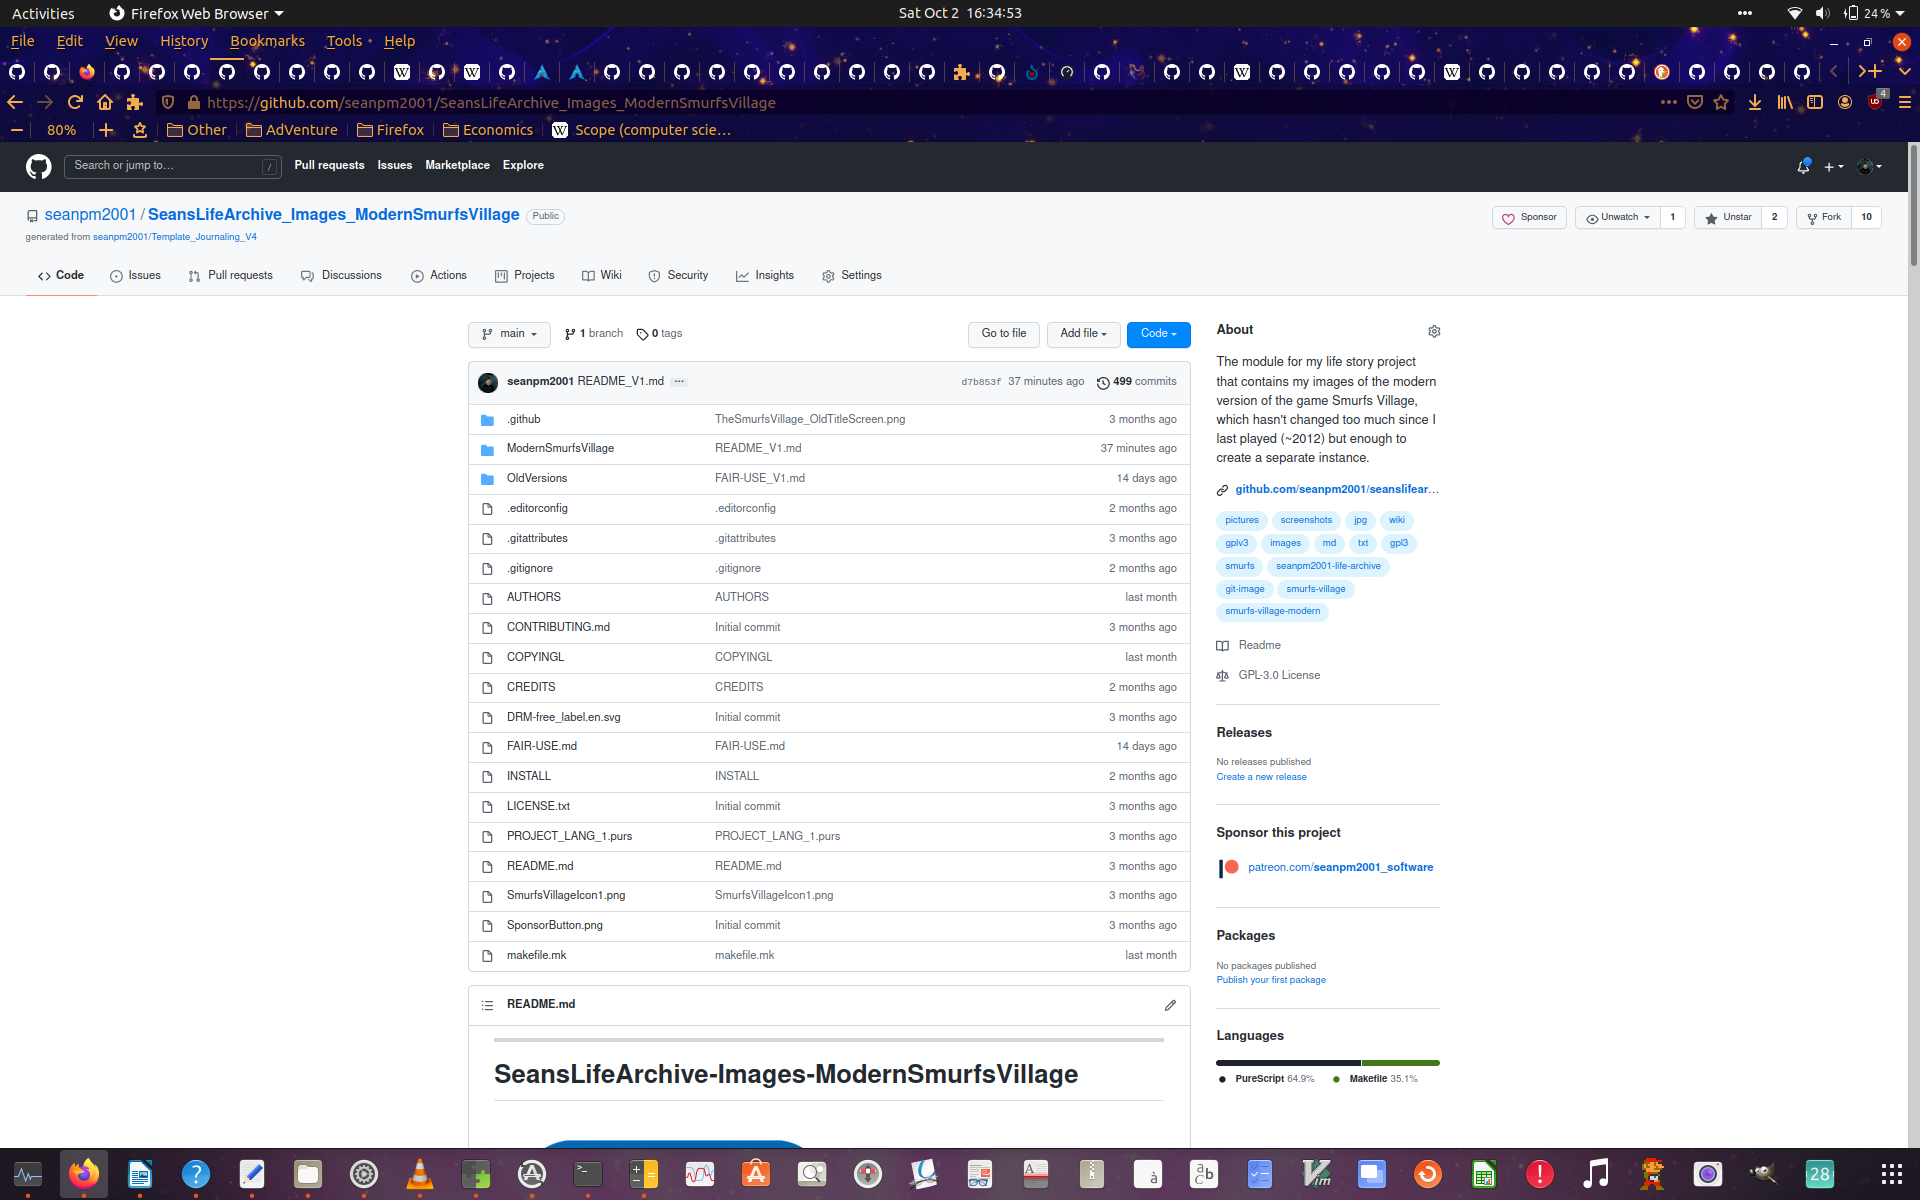 Activities Firefox Web Browser Sat Oct 2 16:34:53 24 %
File Edit View History Bookmarks Tools Help
https://github.com/seanpm2001/SeansLifeArchive_Images_ModernSmurfsVillage 4
80% Other AdVenture Firefox Economics W Scope (computer scie…
Search or jump to… / Pull requests Issues Marketplace Explore
seanpm2001 / SeansLifeArchive_Images_ModernSmurfsVillage Public Sponsor Unwatch 1 Unstar 2 Fork 10
generated from seanpm2001/Template_Journaling_V4
Code Issues Pull requests Discussions Actions Projects Wiki Security Insights Settings
main 1 branch 0 tags Go to file Add file Code
seanpm2001 README_V1.md ... d7b853f 37 minutes ago 499 commits
.github TheSmurfsVillage_OldTitleScreen.png 3 months ago
ModernSmurfsVillage README_V1.md 37 minutes ago
OldVersions FAIR-USE_V1.md 14 days ago
.editorconfig .editorconfig 2 months ago
.gitattributes .gitattributes 3 months ago
.gitignore .gitignore 2 months ago
AUTHORS AUTHORS last month
CONTRIBUTING.md Initial commit 3 months ago
COPYINGL COPYINGL last month
CREDITS CREDITS 2 months ago
DRM-free_label.en.svg Initial commit 3 months ago
FAIR-USE.md FAIR-USE.md 14 days ago
INSTALL INSTALL 2 months ago
LICENSE.txt Initial commit 3 months ago
PROJECT_LANG_1.purs PROJECT_LANG_1.purs 3 months ago
README.md README.md 3 months ago
SmurfsVillageIcon1.png SmurfsVillageIcon1.png 3 months ago
SponsorButton.png Initial commit 3 months ago
makefile.mk makefile.mk last month
README.md
SeansLifeArchive-Images-ModernSmurfsVillage
About
The module for my life story project
that contains my images of the modern
version of the game Smurfs Village,
which hasn't changed too much since I
last played (~2012) but enough to
create a separate instance.
github.com/seanpm2001/seanslifear…
pictures screenshots jpg wiki
gplv3 images md txt gpl3
smurfs seanpm2001-life-archive
git-image smurfs-village
smurfs-village-modern
Readme
GPL-3.0 License
Releases
No releases published
Create a new release
Sponsor this project
patreon.com/seanpm2001_software
Packages
No packages published
Publish your first package
Languages
PureScript 64.9% Makefile 35.1%
28